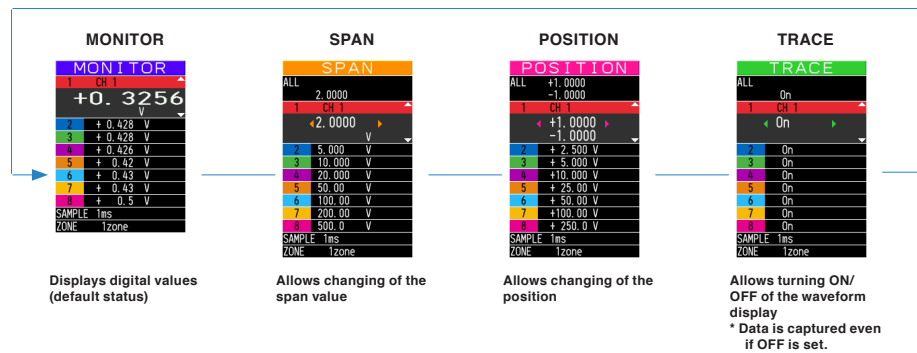 MONITOR
MONITOR
1 CH 1
+0. 3256
V
2 + 0.428 V
3 + 0.428 V
4 + 0.426 V
5 + 0.42 V
6 + 0.43 V
7 + 0.43 V
8 + 0.5 V
SAMPLE 1ms
ZONE 1zone
Displays digital values
(default status)
SPAN
SPAN
ALL
2.0000
1 CH 1
2.0000
V
2 5.000 V
3 10.000 V
4 20.000 V
5 50.00 V
6 100.00 V
7 200.00 V
8 500.0 V
SAMPLE 1ms
ZONE 1zone
Allows changing of the
span value
POSITION
POSITION
ALL +1.0000
-1.0000
1 CH 1
+1.0000
-1.0000
2 + 2.500 V
3 + 5.000 V
4 +10.000 V
5 + 25.00 V
6 + 50.00 V
7 +100.00 V
8 + 250.0 V
SAMPLE 1ms
ZONE 1zone
Allows changing of the
position
TRACE
TRACE
ALL
On
1 CH 1
On
2 On
3 On
4 On
5 On
6 On
7 On
8 On
SAMPLE 1ms
ZONE 1zone
Allows turning ON/
OFF of the waveform
display
* Data is captured even
if OFF is set.